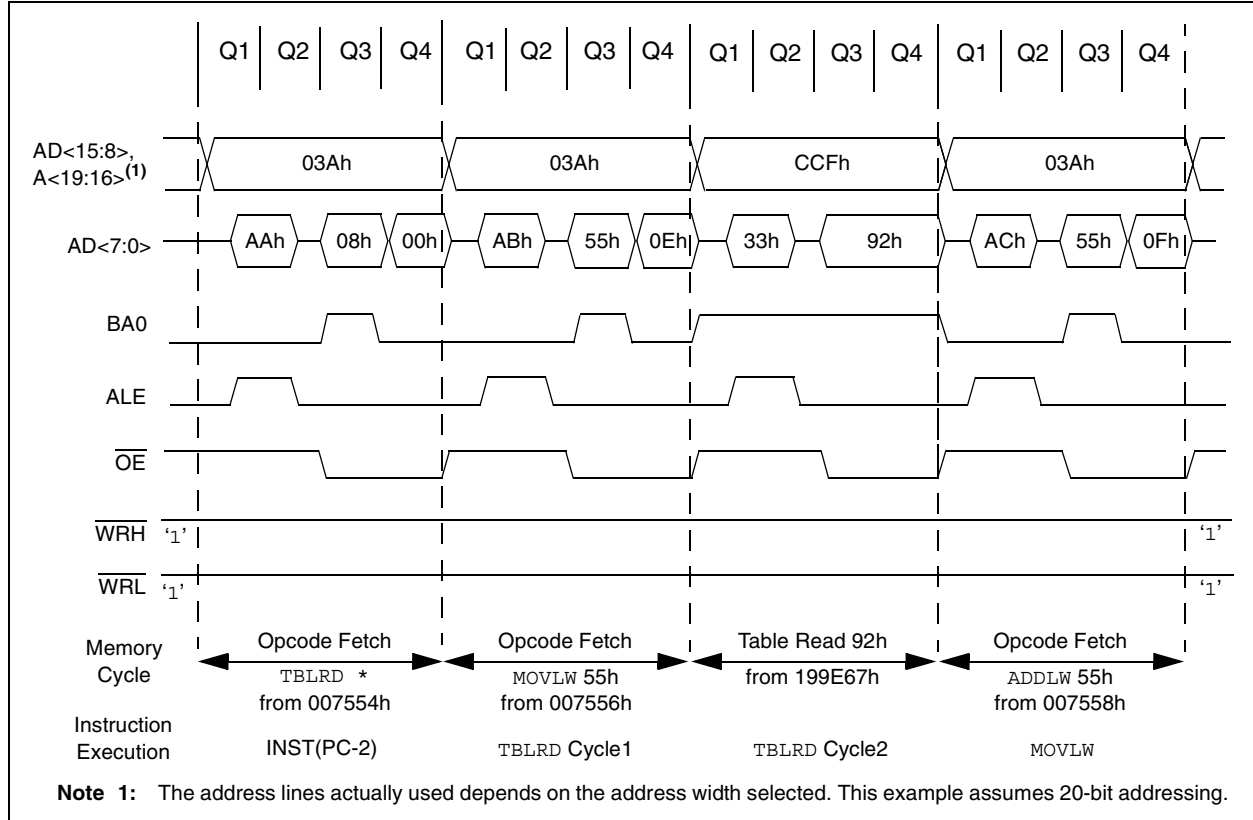 Q1 Q2 Q3 Q4 Q1 Q2 Q3 Q4 Q1 Q2 Q3 Q4 Q1 Q2 Q3 Q4
AD<15:8>,
A<19:16>(1)
03Ah 03Ah CCFh 03Ah
AD<7:0>
AAh 08h 00h ABh 55h 0Eh 33h 92h ACh 55h 0Fh
BA0
ALE
OE
WRH ‘1’ ‘1’
WRL ‘1’ ‘1’
Memory
Cycle
Opcode Fetch
TBLRD *
from 007554h
Opcode Fetch
MOVLW 55h
from 007556h
Table Read 92h
from 199E67h
Opcode Fetch
ADDLW 55h
from 007558h
Instruction
Execution
INST(PC-2) TBLRD Cycle1 TBLRD Cycle2 MOVLW
Note 1: The address lines actually used depends on the address width selected. This example assumes 20-bit addressing.